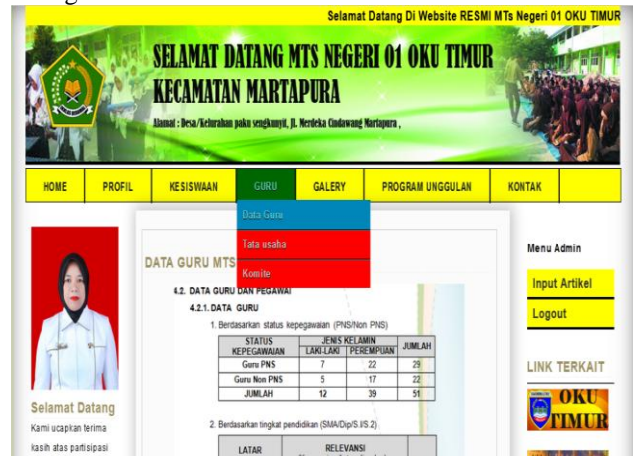 Selamat Datang Di Website RESMI MTs Negeri 01 OKU TIMUR
SELAMAT DATANG MTS NEGERI 01 OKU TIMUR
KECAMATAN MARTAPURA
Alamat : Desa/Kelurahan paku sengkunyit, Jl. Merdeka Cindawang Martapura ,
HOME PROFIL KESISWAAN GURU GALERY PROGRAM UNGGULAN KONTAK
Data Guru
Tata usaha
Komite
DATA GURU MTS
4.2. DATA GURU DAN PEGAWAI
4.2.1. DATA GURU
1. Berdasarkan status kepegawaian (PNS/Non PNS)
STATUS KEPEGAWAIAN JENIS KELAMIN JUMLAH
LAKI-LAKI PEREMPUAN
Guru PNS 7 22 29
Guru Non PNS 5 17 22
JUMLAH 12 39 51
2. Berdasarkan tingkat pendidikan (SMA/Dip/S.I/S.2)
LATAR RELEVANSI
Selamat Datang
Kami ucapkan terima
kasih atas partisipasi
Menu Admin
Input Artikel
Logout
LINK TERKAIT
OKU
TIMUR